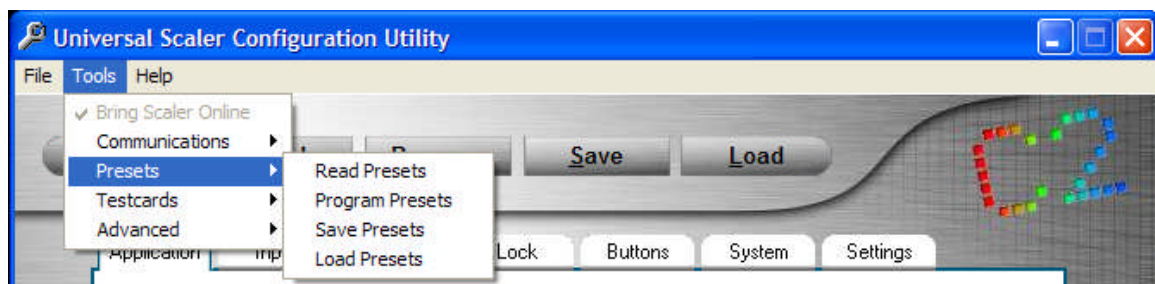 Universal Scaler Configuration Utility
File Tools Help
Bring Scaler Online
Communications
Presets
Testcards
Advanced
Read Presets
Program Presets
Save Presets
Load Presets
Save Load
Application Lock Buttons System Settings